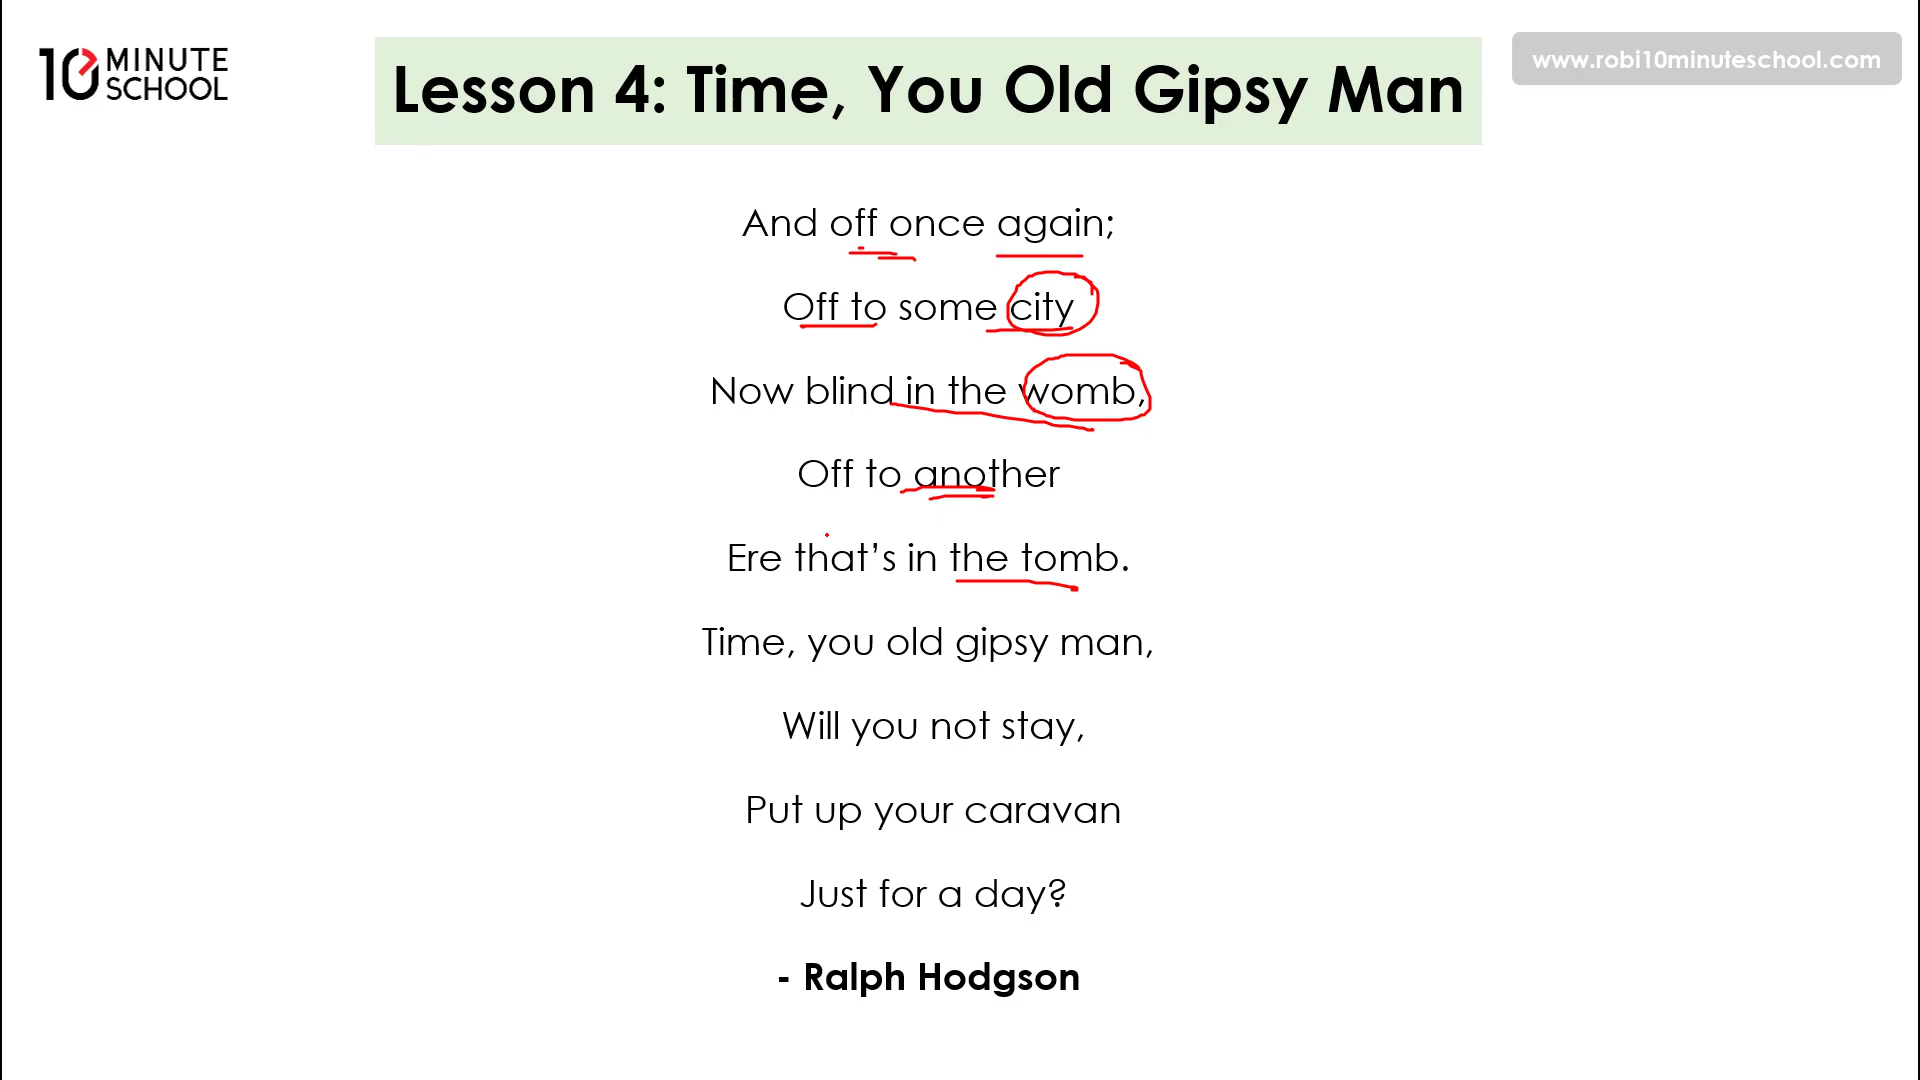 10 MINUTE
SCHOOL
Lesson 4: Time, You Old Gipsy Man
www.robi10minuteschool.com
And off once again;
Off to some city
Now blind in the womb,
Off to another
Ere that’s in the tomb.
Time, you old gipsy man,
Will you not stay,
Put up your caravan
Just for a day?
- Ralph Hodgson